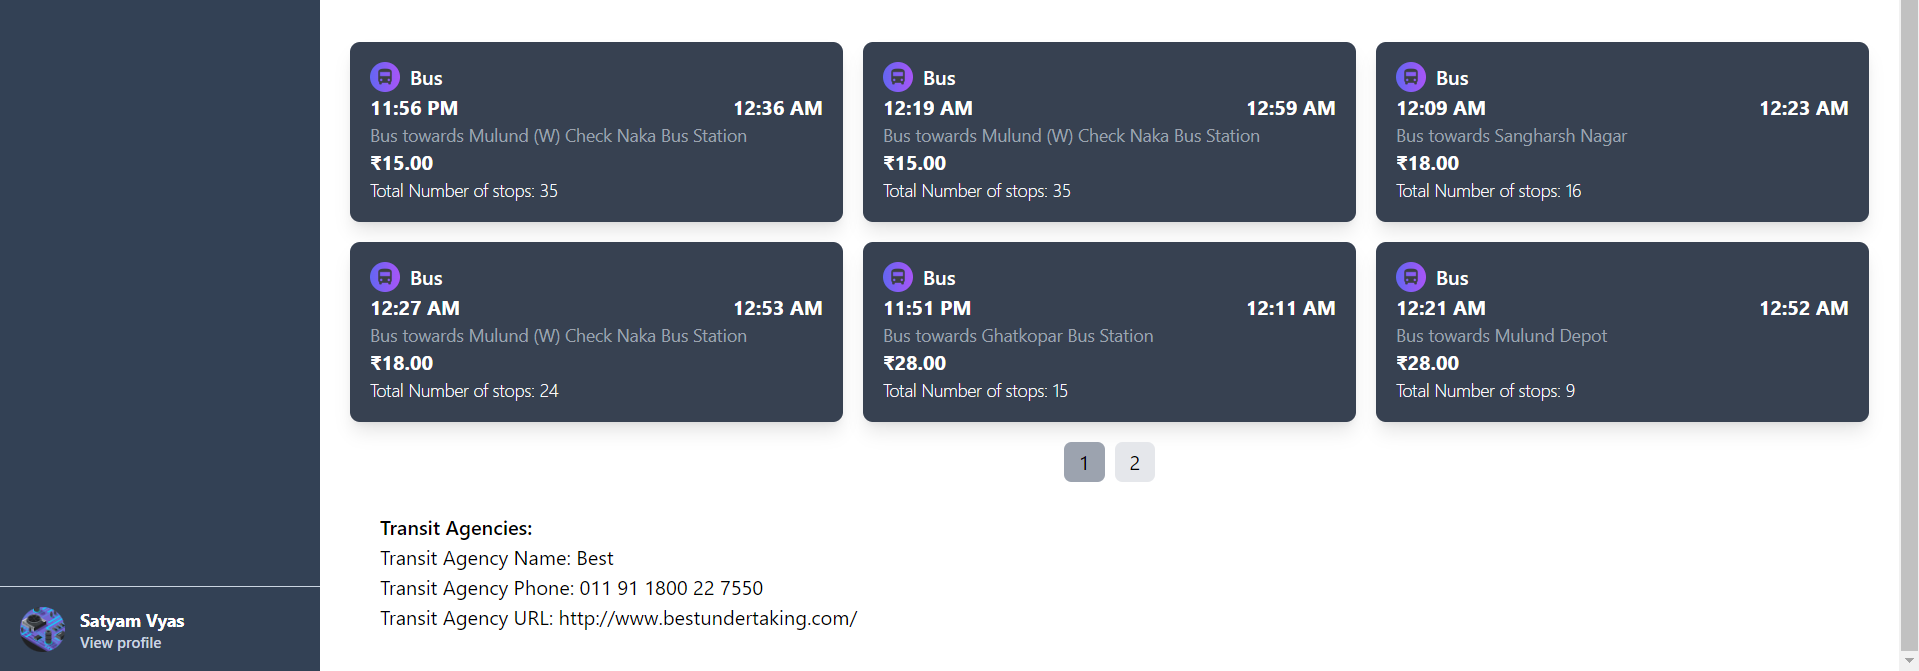 Bus
11:56 PM 12:36 AM
Bus towards Mulund (W) Check Naka Bus Station
₹15.00
Total Number of stops: 35
Bus
12:19 AM 12:59 AM
Bus towards Mulund (W) Check Naka Bus Station
₹15.00
Total Number of stops: 35
Bus
12:09 AM 12:23 AM
Bus towards Sangharsh Nagar
₹18.00
Total Number of stops: 16
Bus
12:27 AM 12:53 AM
Bus towards Mulund (W) Check Naka Bus Station
₹18.00
Total Number of stops: 24
Bus
11:51 PM 12:11 AM
Bus towards Ghatkopar Bus Station
₹28.00
Total Number of stops: 15
Bus
12:21 AM 12:52 AM
Bus towards Mulund Depot
₹28.00
Total Number of stops: 9
1 2
Transit Agencies:
Transit Agency Name: Best
Transit Agency Phone: 011 91 1800 22 7550
Transit Agency URL: http://www.bestundertaking.com/
Satyam Vyas
View profile